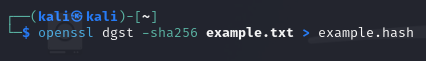 ┌──(kali㉿kali)-[~]
└─$ openssl dgst -sha256 example.txt > example.hash